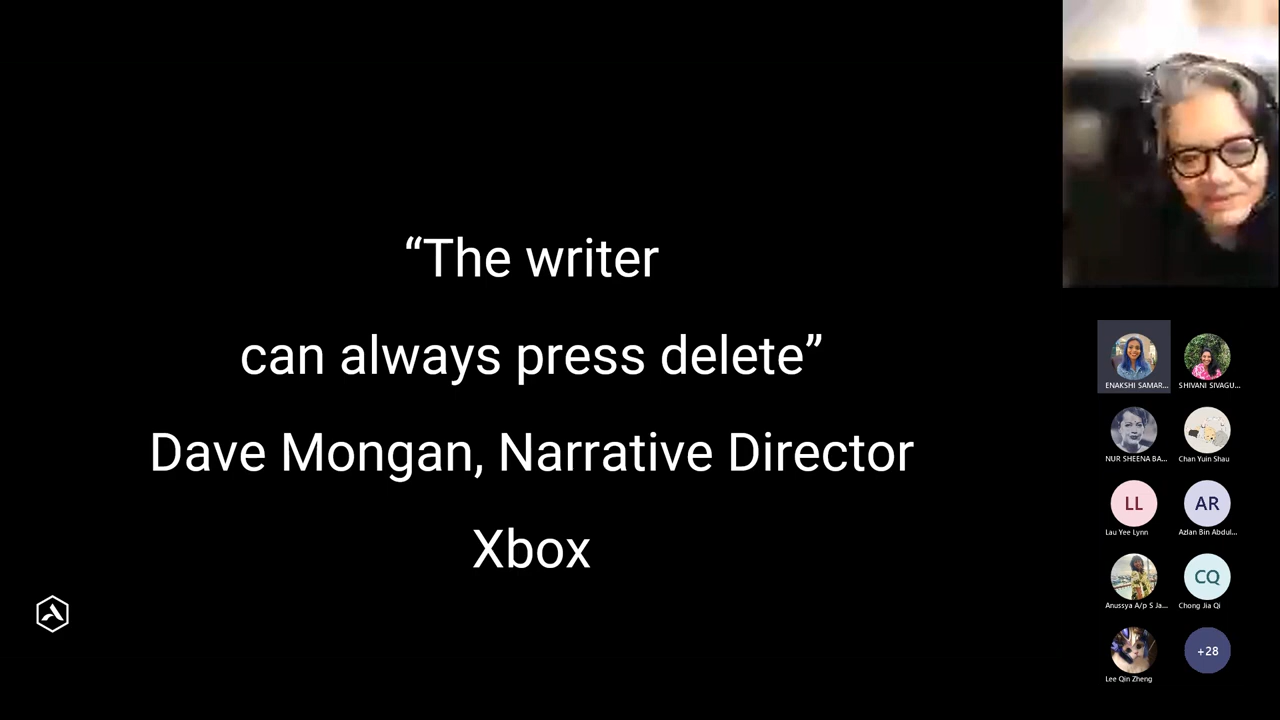 “The writer
can always press delete”
Dave Mongan, Narrative Director
Xbox
ENAKSHI SAMAR...
SHIVANI SIVAGU...
NUR SHEENA BA...
Chan Yuin Shau
LL
AR
Lau Yee Lynn
Azlan Bin Abdul...
CQ
Anussya A/p S Ja...
Chong Jia Qi
+28
Lee Qin Zheng